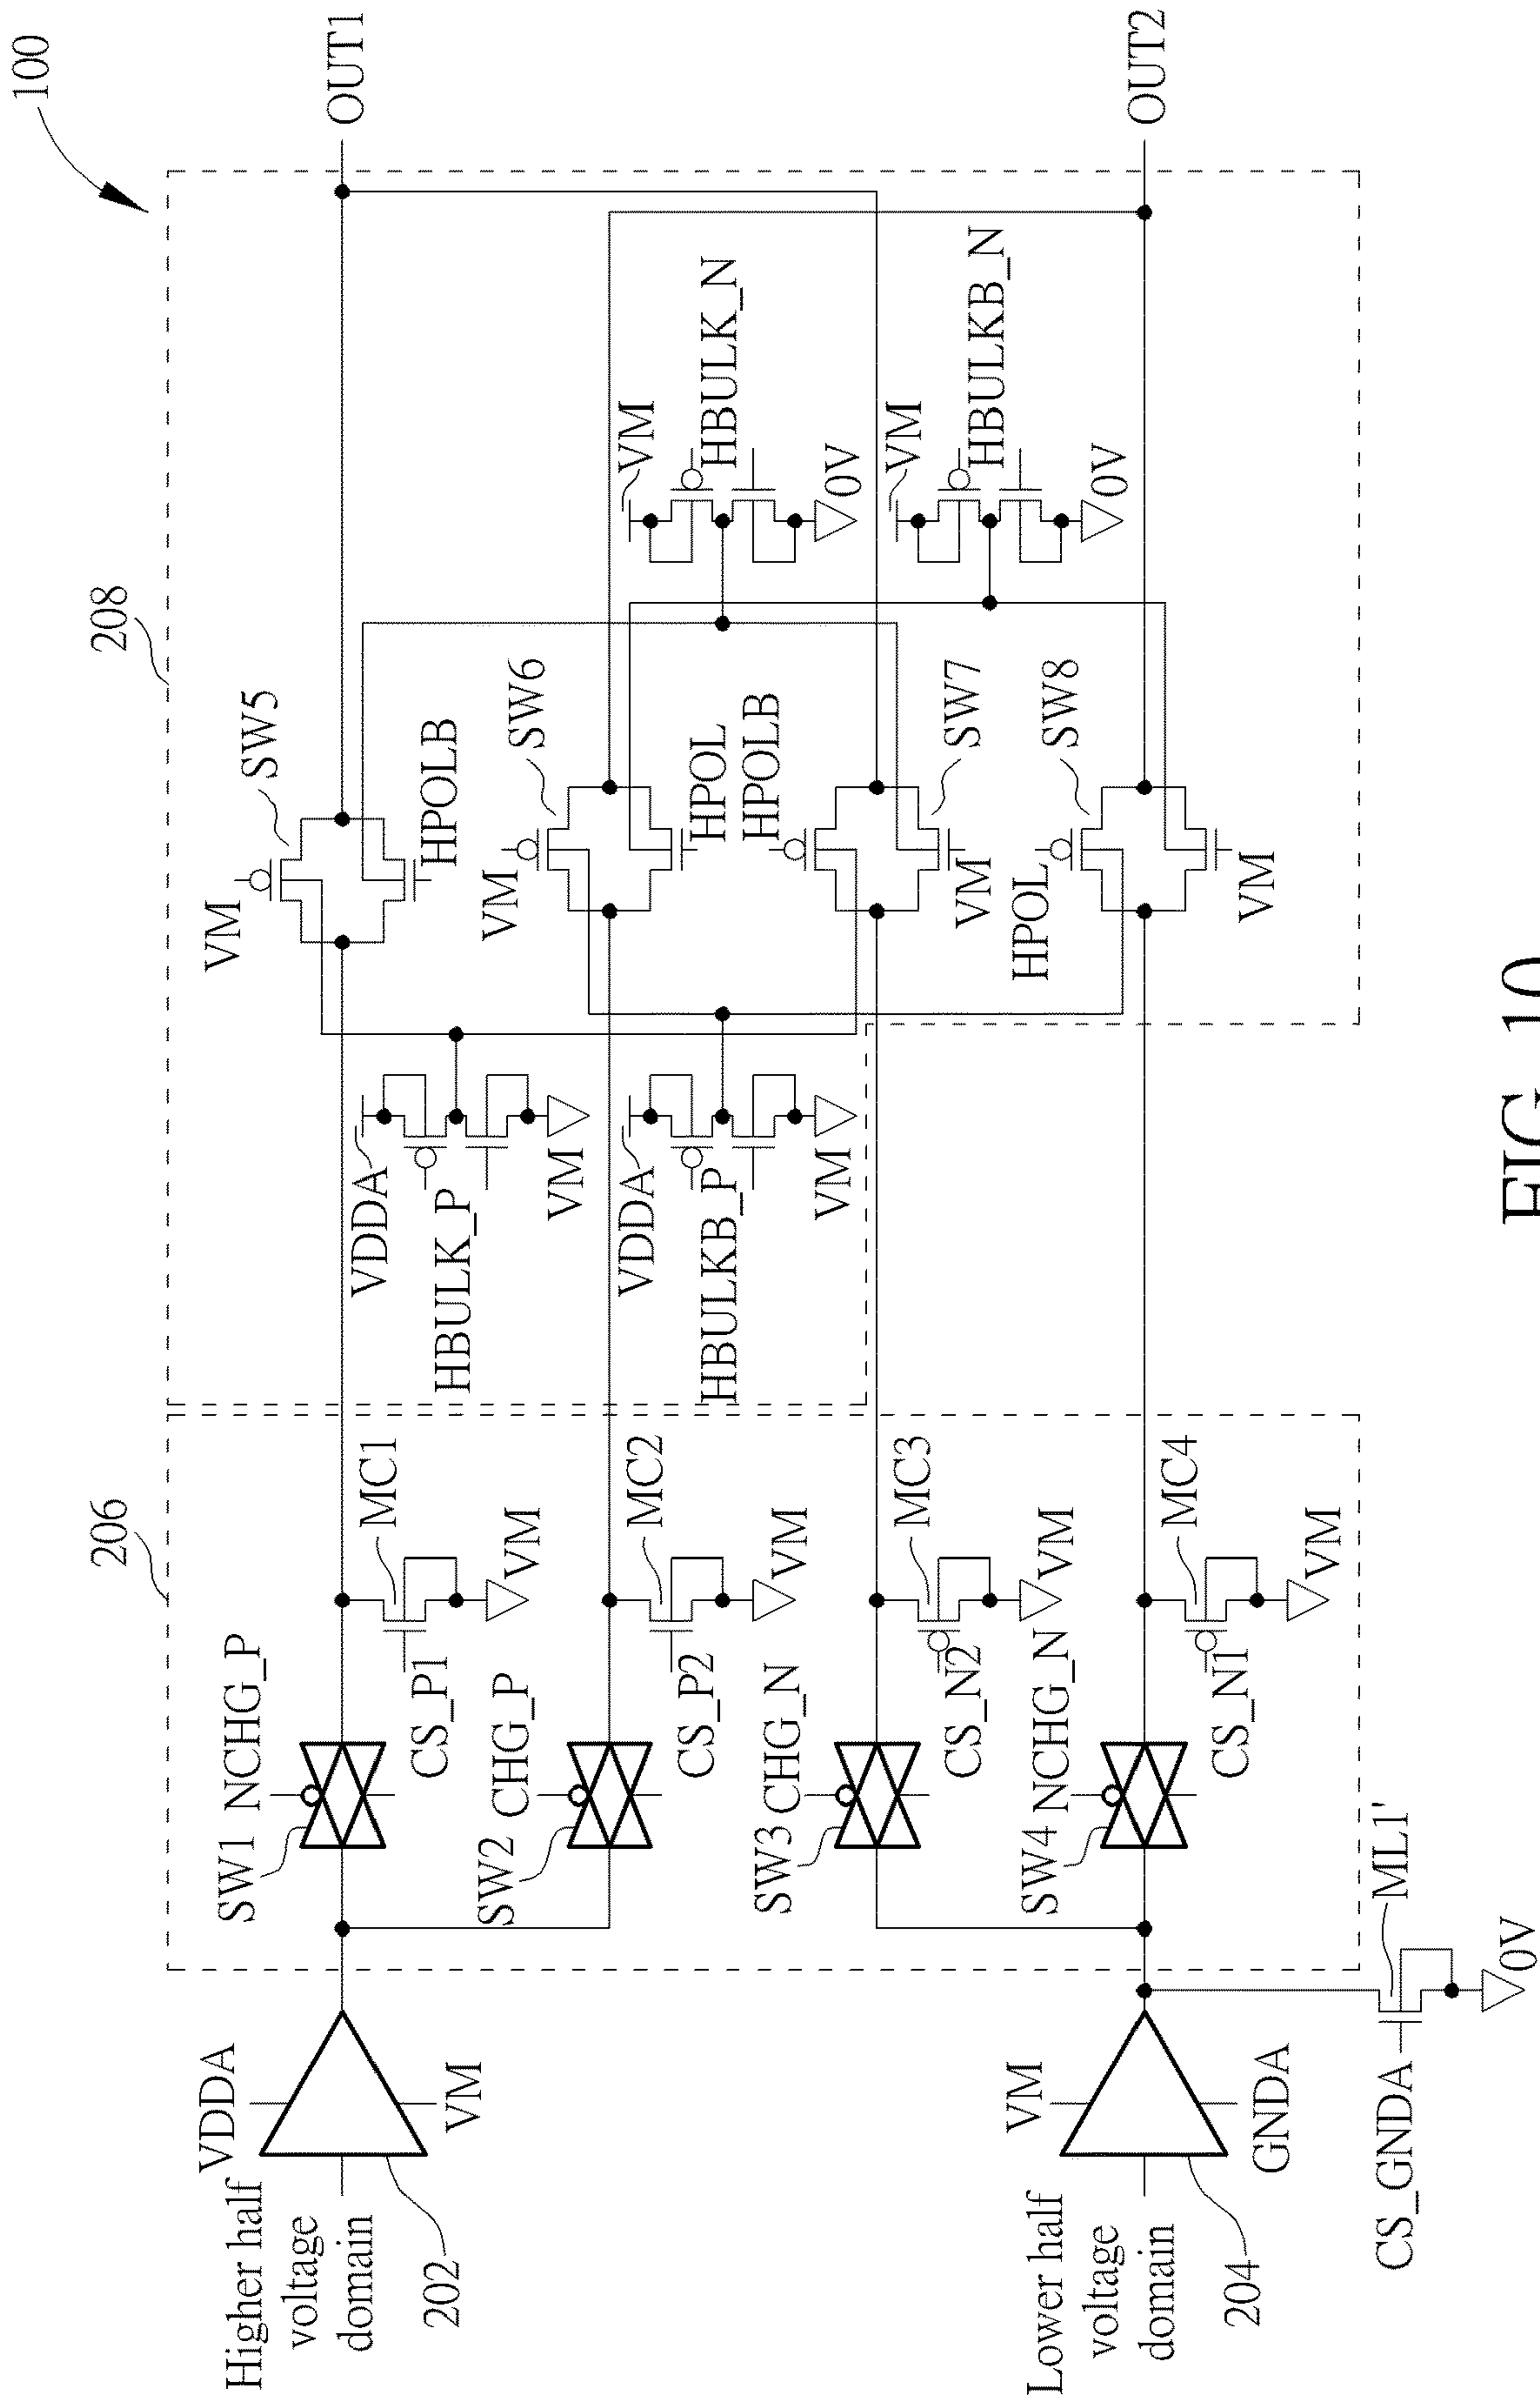 100
208
206
OUT1
OUT2
Higher half
voltage
domain
VDDA
VM
202
Lower half
voltage
domain
VM
GNDA
204
CS_GNDA
ML1'
0V
SW1
NCHG_P
MC1
CS_P1
VM
SW2
CHG_P
MC2
CS_P2
VM
SW3
CHG_N
MC3
CS_N2
VM
SW4
NCHG_N
MC4
CS_N1
VM
VDDA
HBULK_P
VM
VDDA
HBULKB_P
VM
VM
SW5
HPOLB
VM
SW6
HPOL
HPOLB
SW7
VM
HPOL
SW8
VM
VM
HBULK_N
0V
VM
HBULKB_N
0V
FIG. 10